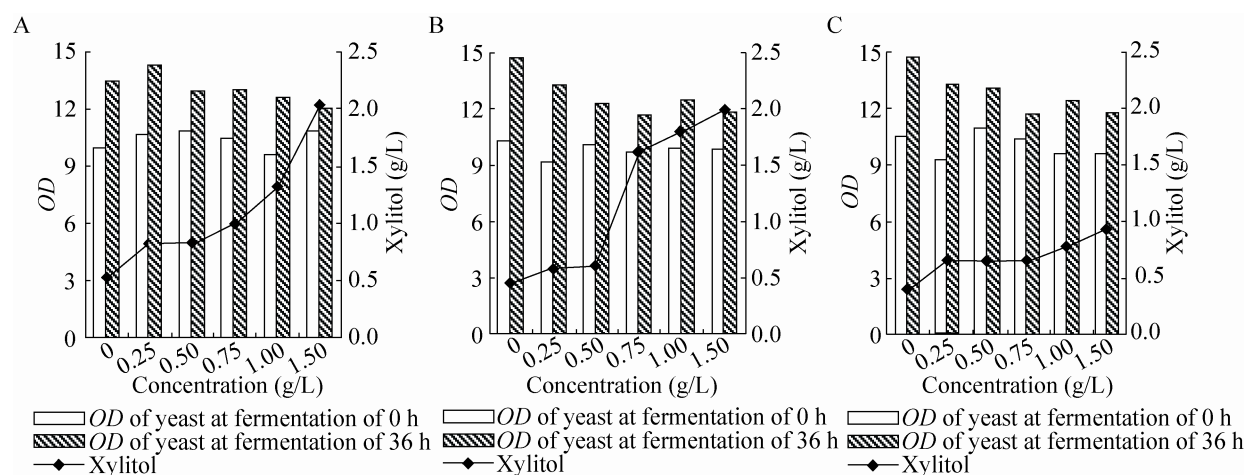 A
15
12
9
6
3
0
OD
2.5
2.0
1.5
1.0
0.5
0.0
Xylitol (g/L)
0 0.25 0.50 0.75 1.00 1.50
Concentration (g/L)
OD of yeast at fermentation of 0 h
OD of yeast at fermentation of 36 h
Xylitol
B
15
12
9
6
3
0
OD
2.5
2.0
1.5
1.0
0.5
0.0
Xylitol (g/L)
0 0.25 0.50 0.75 1.00 1.50
Concentration (g/L)
OD of yeast at fermentation of 0 h
OD of yeast at fermentation of 36 h
Xylitol
C
15
12
9
6
3
0
OD
2.5
2.0
1.5
1.0
0.5
0.0
Xylitol (g/L)
0 0.25 0.50 0.75 1.00 1.50
Concentration (g/L)
OD of yeast at fermentation of 0 h
OD of yeast at fermentation of 36 h
Xylitol